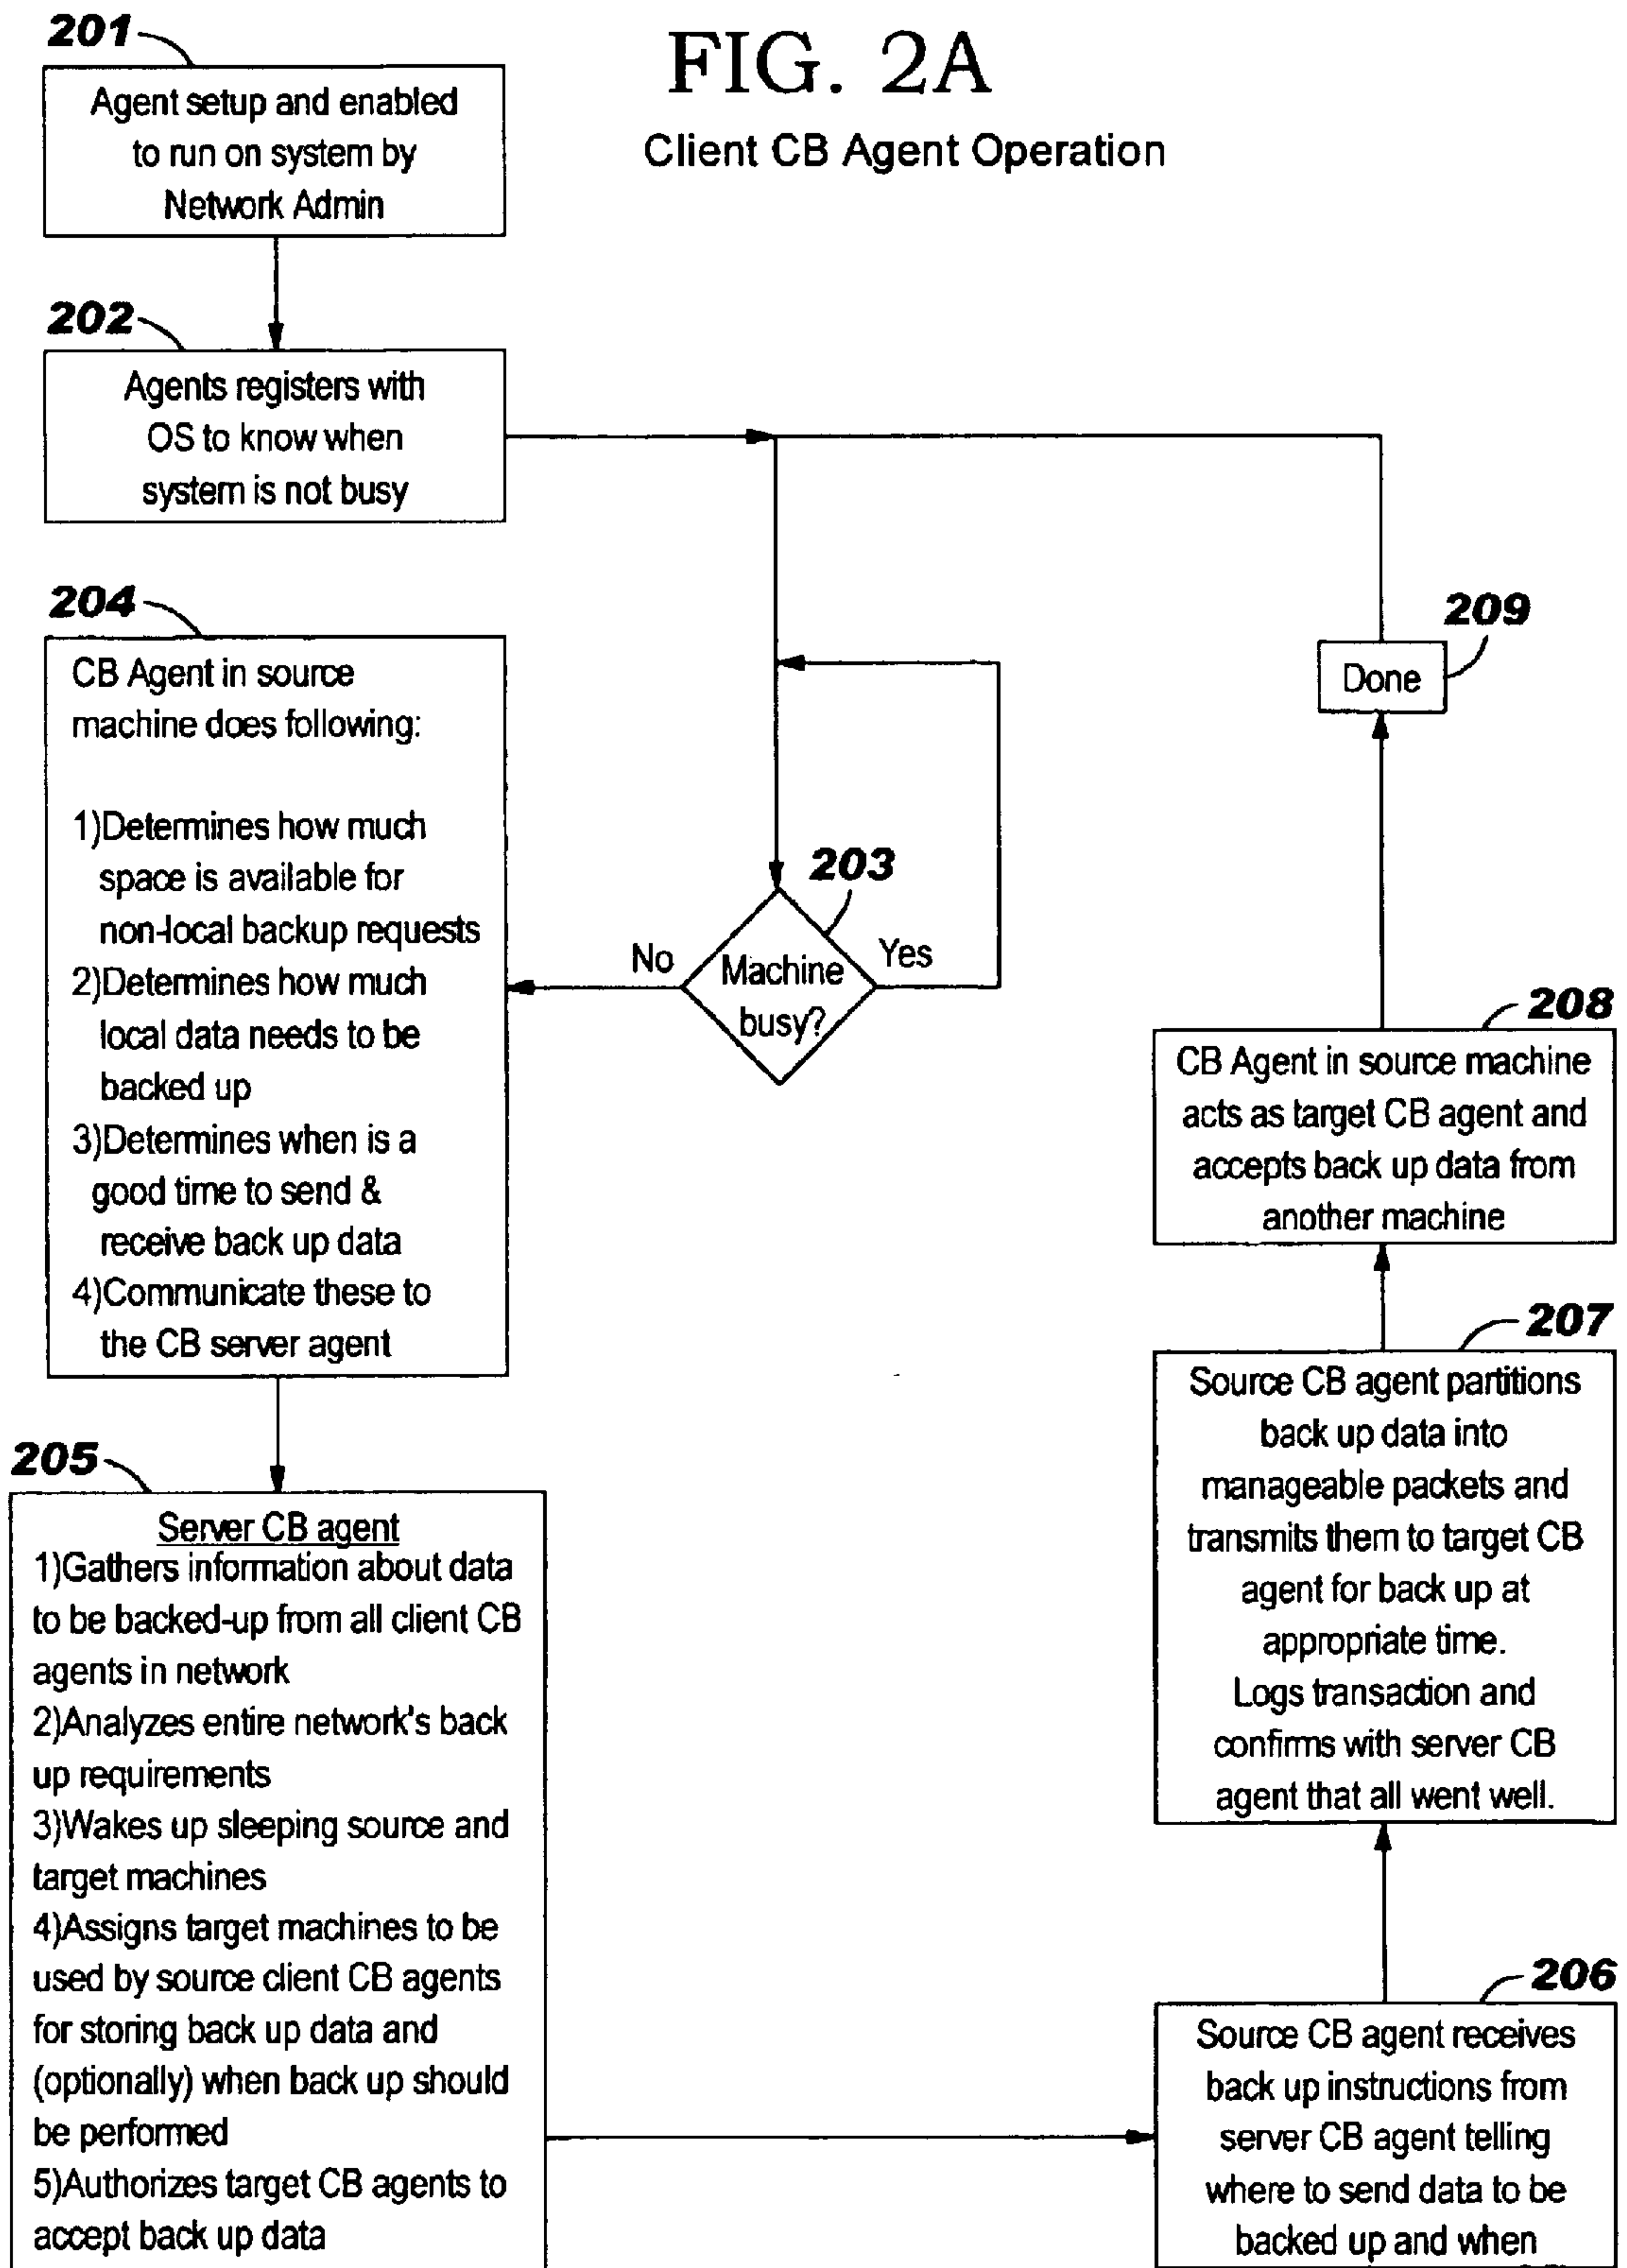 FIG. 2A
Client CB Agent Operation
201
Agent setup and enabled
to run on system by
Network Admin
202
Agents registers with
OS to know when
system is not busy
204
CB Agent in source
machine does following:
1)Determines how much
space is available for
non-local backup requests
2)Determines how much
local data needs to be
backed up
3)Determines when is a
good time to send &
receive back up data
4)Communicate these to
the CB server agent
203
Machine
busy?
No
Yes
205
Server CB agent
1)Gathers information about data
to be backed-up from all client CB
agents in network
2)Analyzes entire network's back
up requirements
3)Wakes up sleeping source and
target machines
4)Assigns target machines to be
used by source client CB agents
for storing back up data and
(optionally) when back up should
be performed
5)Authorizes target CB agents to
accept back up data
206
Source CB agent receives
back up instructions from
server CB agent telling
where to send data to be
backed up and when
207
Source CB agent partitions
back up data into
manageable packets and
transmits them to target CB
agent for back up at
appropriate time.
Logs transaction and
confirms with server CB
agent that all went well.
208
CB Agent in source machine
acts as target CB agent and
accepts back up data from
another machine
209
Done